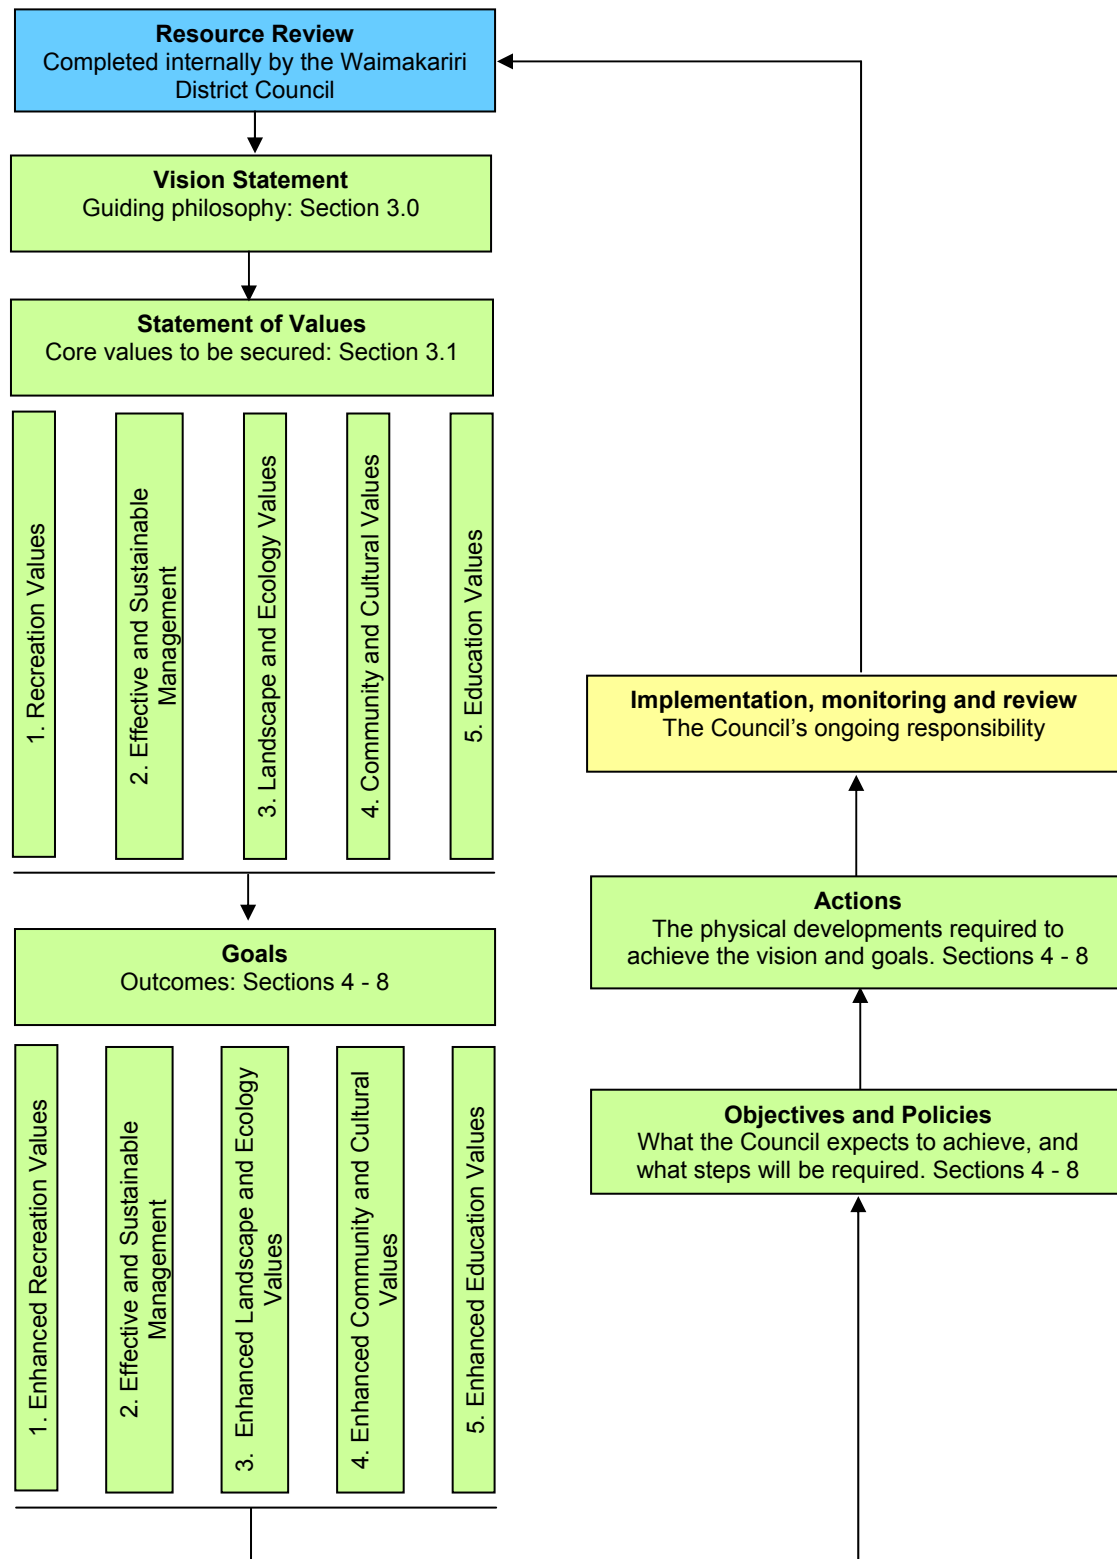 Resource Review
Completed internally by the Waimakariri
District Council
Vision Statement
Guiding philosophy: Section 3.0
Statement of Values
Core values to be secured: Section 3.1
1. Recreation Values
2. Effective and Sustainable
Management
3. Landscape and Ecology Values
4. Community and Cultural Values
5. Education Values
Goals
Outcomes: Sections 4 - 8
1. Enhanced Recreation Values
2. Effective and Sustainable
Management
3. Enhanced Landscape and Ecology
Values
4. Enhanced Community and Cultural
Values
5. Enhanced Education Values
Implementation, monitoring and review
The Council’s ongoing responsibility
Actions
The physical developments required to
achieve the vision and goals. Sections 4 - 8
Objectives and Policies
What the Council expects to achieve, and
what steps will be required. Sections 4 - 8